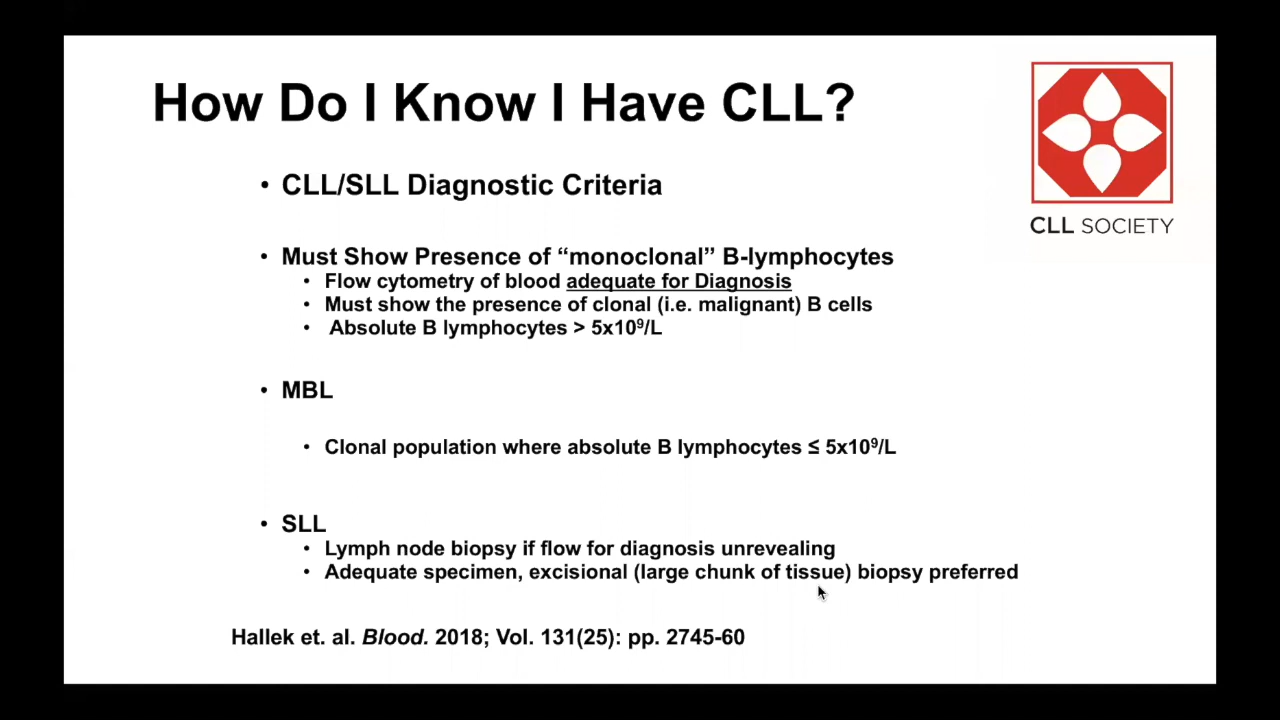 How Do I Know I Have CLL?
CLL SOCIETY
• CLL/SLL Diagnostic Criteria
• Must Show Presence of “monoclonal” B-lymphocytes
• Flow cytometry of blood adequate for Diagnosis
• Must show the presence of clonal (i.e. malignant) B cells
• Absolute B lymphocytes > 5x10⁹/L
• MBL
• Clonal population where absolute B lymphocytes ≤ 5x10⁹/L
• SLL
• Lymph node biopsy if flow for diagnosis unrevealing
• Adequate specimen, excisional (large chunk of tissue) biopsy preferred
Hallek et. al. Blood. 2018; Vol. 131(25): pp. 2745-60